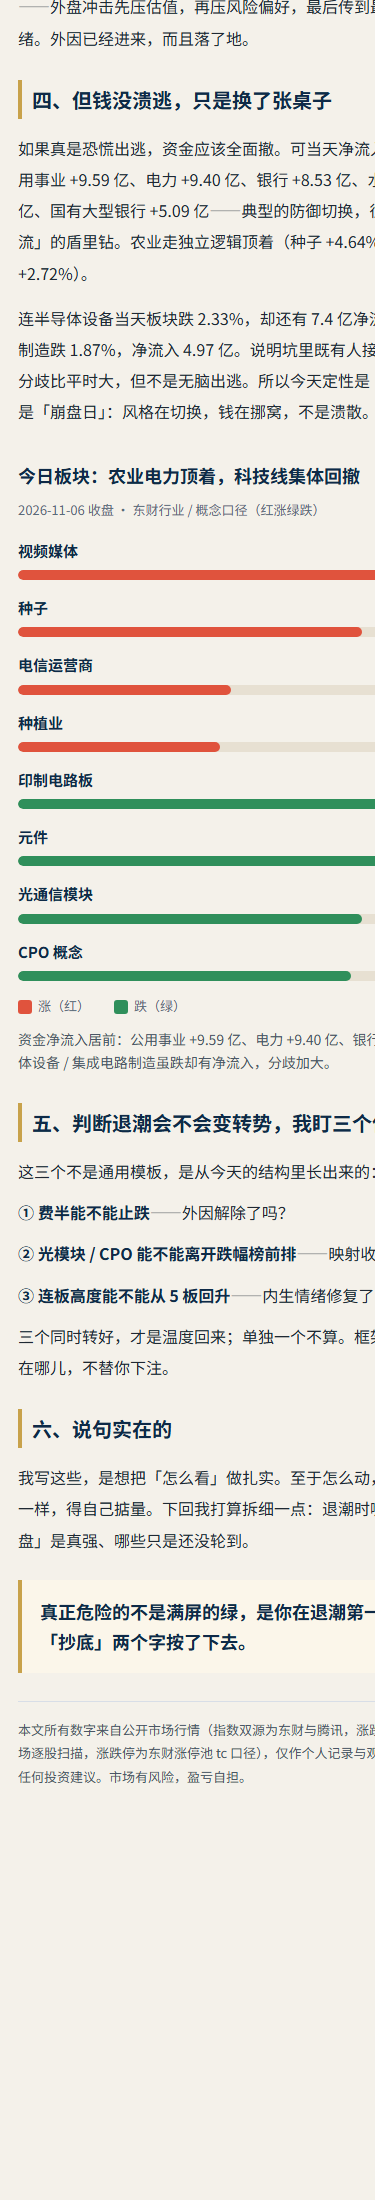 ——外盘冲击先压估值，再压风险偏好，最后传到
绪。外因已经进来，而且落了地。
四、但钱没溃逃，只是换了张桌子
如果真是恐慌出逃，资金应该全面撤。可当天净流
用事业 +9.59 亿、电力 +9.40 亿、银行 +8.53 亿、
亿、国有大型银行 +5.09 亿——典型的防御切换，
流」的盾里钻。农业走独立逻辑顶着（种子 +4.64%
+2.72%）。
连半导体设备当天板块跌 2.33%，却还有 7.4 亿净
制造跌 1.87%，净流入 4.97 亿。说明坑里既有人接
分歧比平时大，但不是无脑出逃。所以今天定性是
是「崩盘日」：风格在切换，钱在挪窝，不是溃散。
今日板块：农业电力顶着，科技线集体回撤
2026-11-06 收盘 · 东财行业 / 概念口径（红涨绿跌）
视频媒体
种子
电信运营商
种植业
印制电路板
元件
光通信模块
CPO 概念
涨（红） 跌（绿）
资金净流入居前：公用事业 +9.59 亿、电力 +9.40 亿、银行
体设备 / 集成电路制造虽跌却有净流入，分歧加大。
五、判断退潮会不会变转势，我盯三个
这三个不是通用模板，是从今天的结构里长出来的：
① 费半能不能止跌——外因解除了吗？
② 光模块 / CPO 能不能离开跌幅榜前排——映射收
③ 连板高度能不能从 5 板回升——内生情绪修复了
三个同时转好，才是温度回来；单独一个不算。框
在哪儿，不替你下注。
六、说句实在的
我写这些，是想把「怎么看」做扎实。至于怎么动，
一样，得自己掂量。下回我打算拆细一点：退潮时
盘」是真强、哪些只是还没轮到。
真正危险的不是满屏的绿，是你在退潮第一
「抄底」两个字按了下去。
本文所有数字来自公开市场行情（指数双源为东财与腾讯，涨
场逐股扫描，涨跌停为东财涨停池 tc 口径），仅作个人记录与
任何投资建议。市场有风险，盈亏自担。